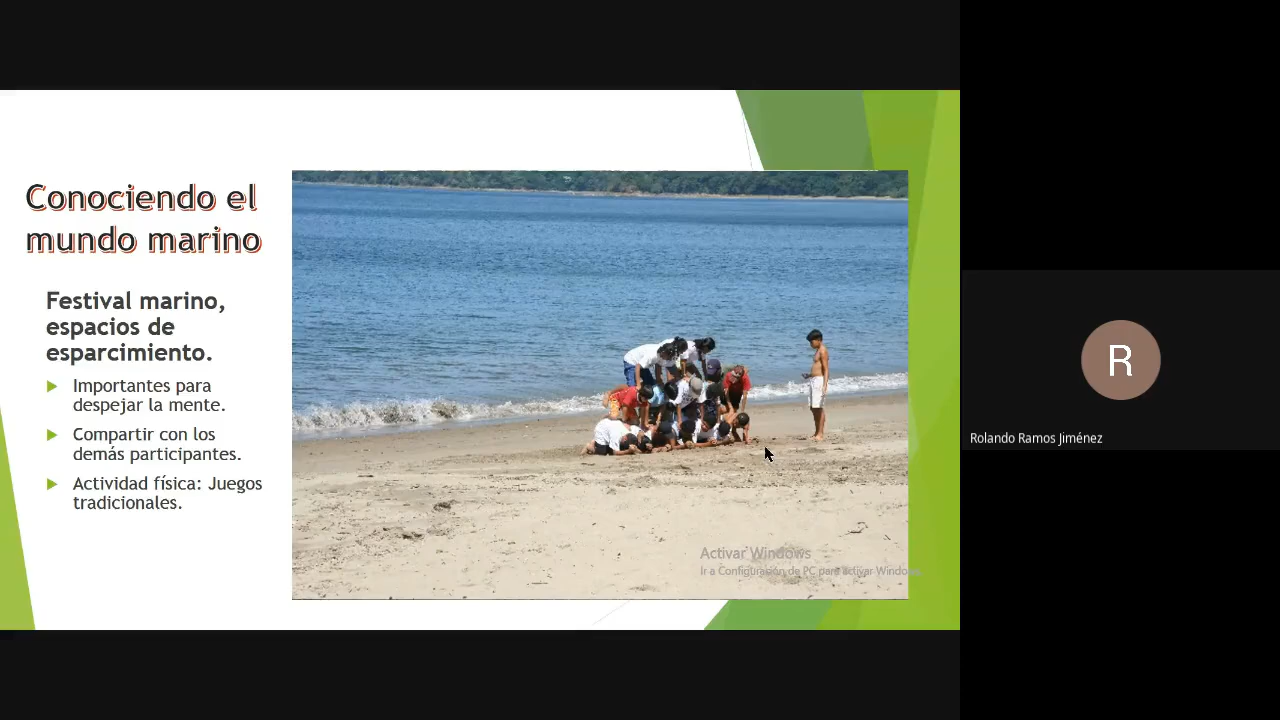 Conociendo el
mundo marino
Festival marino,
espacios de
esparcimiento.
Importantes para
despejar la mente.
Compartir con los
demás participantes.
Actividad física: Juegos
tradicionales.
Activar Windows
Ir a Configuración de PC para activar Windows.
R
Rolando Ramos Jiménez